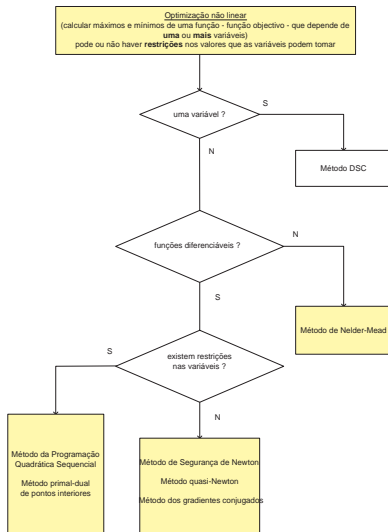 Optimização não linear
(calcular máximos e mínimos de uma função - função objectivo - que depende de
uma ou mais variáveis)
pode ou não haver restrições nos valores que as variáveis podem tomar
uma variável ?
S
N
Método DSC
funções diferenciáveis ?
N
S
Método de Nelder-Mead
existem restrições
nas variáveis ?
S
N
Método da Programação
Quadrática Sequencial
Método primal-dual
de pontos interiores
Método de Segurança de Newton
Método quasi-Newton
Método dos gradientes conjugados